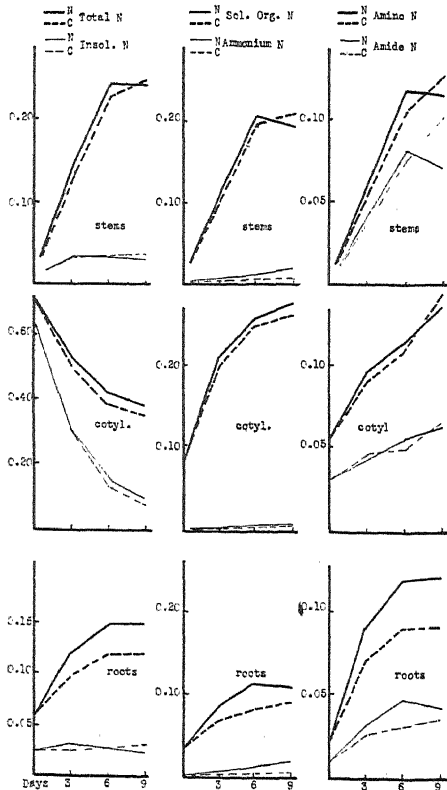 N Total N
C
N Insol. N
C
N Sol. Org. N
C
N Ammonium N
C
N Amino N
C
N Amide N
C
0.20
0.10
stems
0.20
0.10
stems
0.10
0.05
stems
0.60
0.40
0.20
cotyl.
0.20
0.10
cotyl.
0.10
0.05
cotyl
0.15
0.10
0.05
roots
0.20
0.10
roots
0.10
0.05
roots
Days 3 6 9
3 6 9
3 6 9